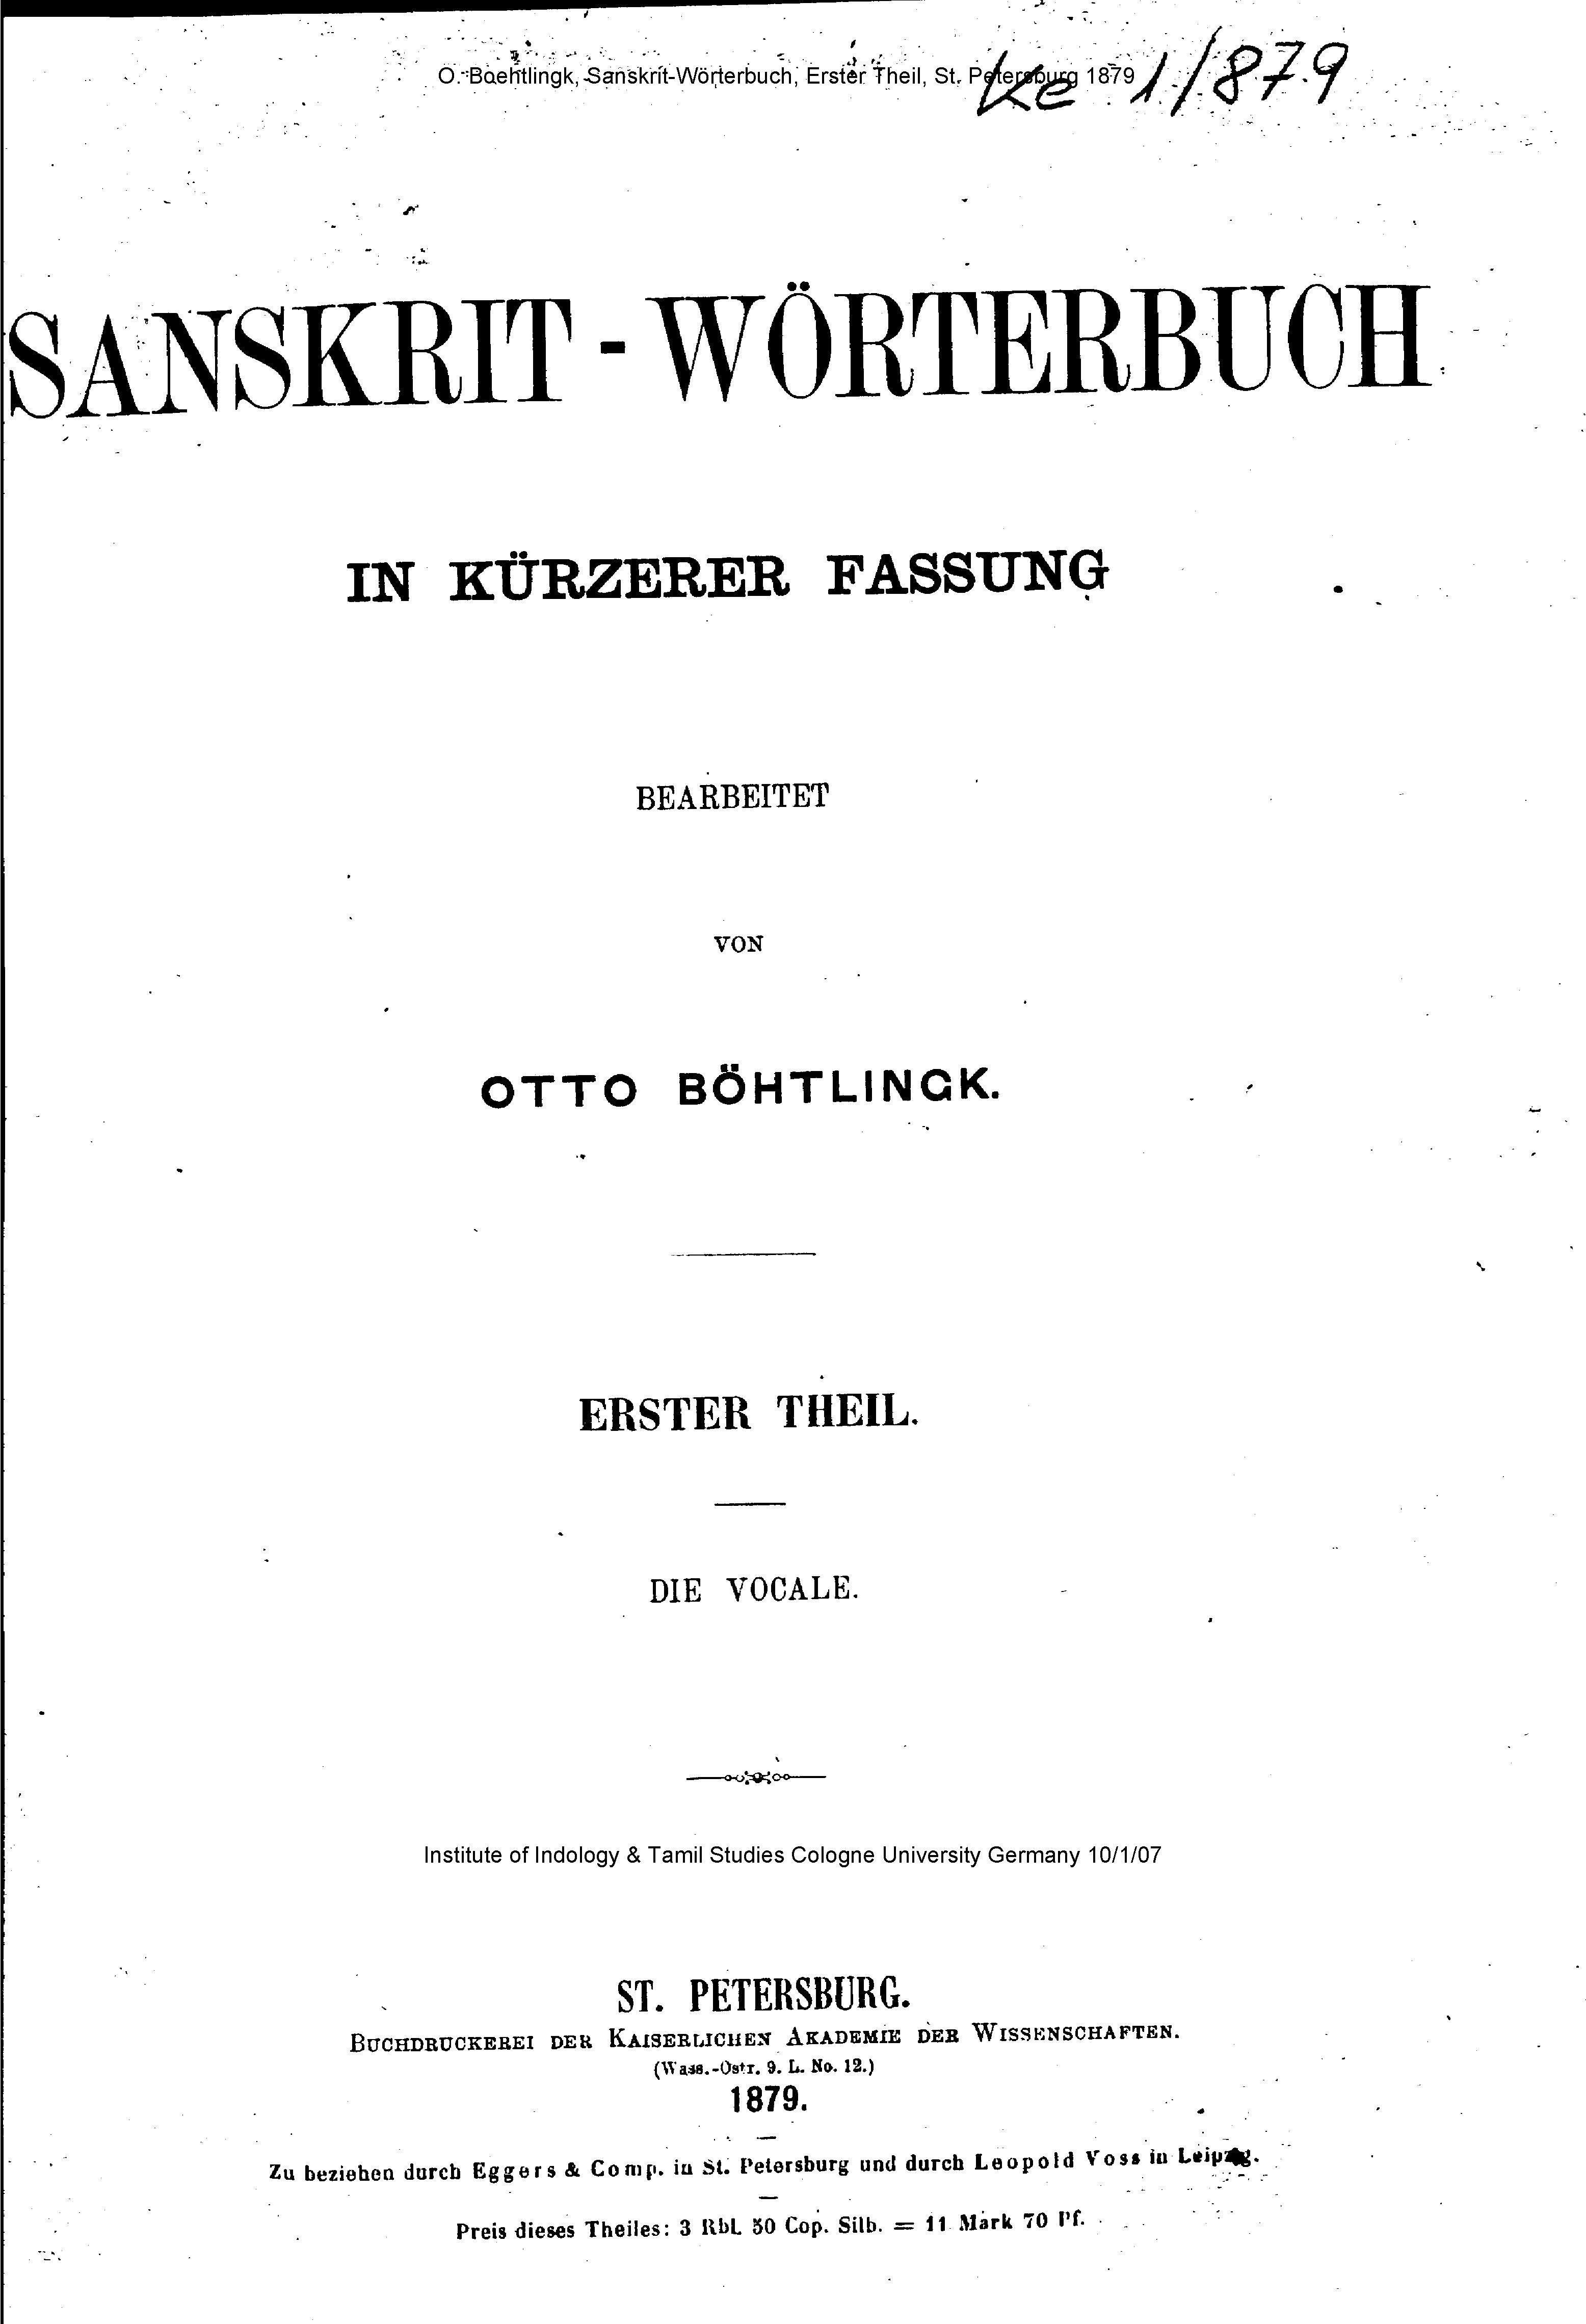 O. Boehtlingk, Sanskrit-Wörterbuch, Erster Theil, St. Petersburg 1879
Ke 1/879
SANSKRIT-WÖRTERBUCH
IN KÜRZERER FASSUNG
BEARBEITET
VON
OTTO BÖHTLINGK.
ERSTER THEIL.
DIE VOCALE.
Institute of Indology & Tamil Studies Cologne University Germany 10/1/07
ST. PETERSBURG.
BUCHDRUCKEREI DER KAISERLICHEN AKADEMIE DER WISSENSCHAFTEN.
(Wass.-Ostr. 9. L. No. 12.)
1879.
Zu beziehen durch Eggers & Comp. in St. Petersburg und durch Leopold Voss in Leipzig.
Preis dieses Theiles: 3 Rbl. 50 Cop. Silb. = 11 Mark 70 Pf.